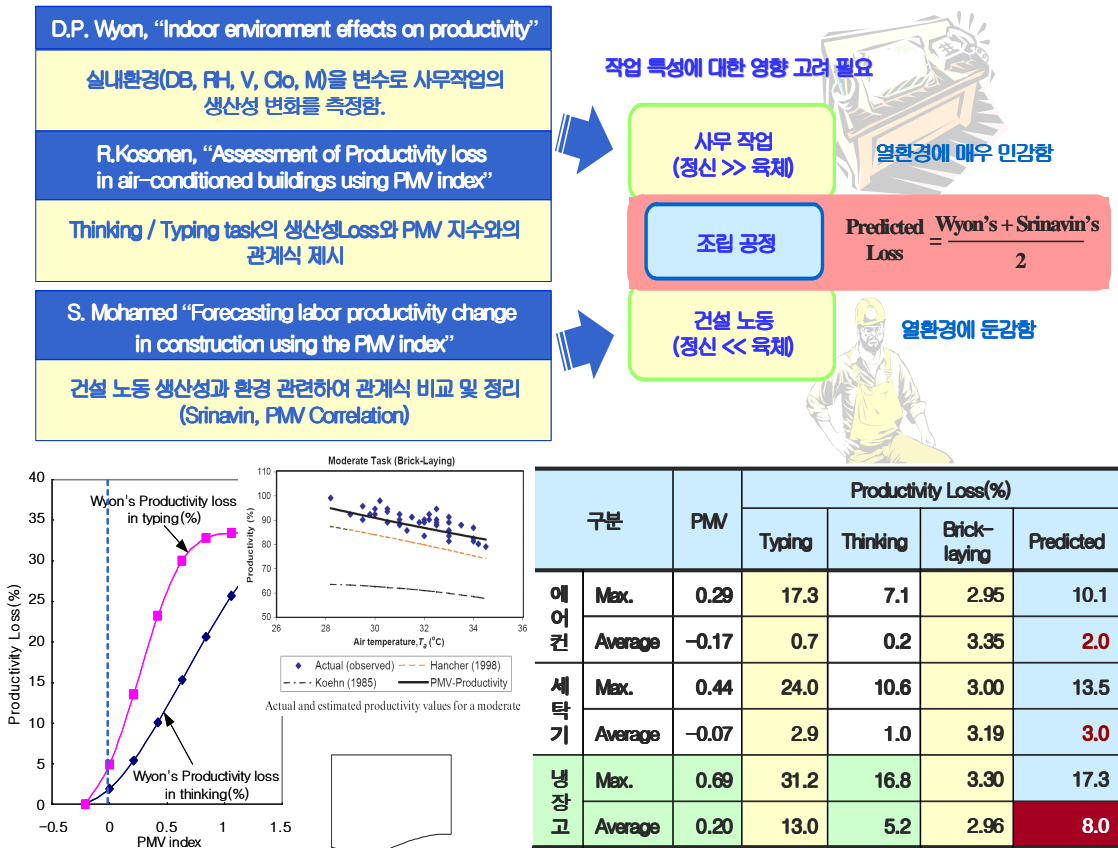 D.P. Wyon, “Indoor environment effects on productivity”
실내환경(DB, RH, V, Clo, M)을 변수로 사무작업의
생산성 변화를 측정함.
R.Kosonen, “Assessment of Productivity loss
in air-conditioned buildings using PMV index”
Thinking / Typing task의 생산성Loss와 PMV 지수와의
관계식 제시
S. Mohamed “Forecasting labor productivity change
in construction using the PMV index”
건설 노동 생산성과 환경 관련하여 관계식 비교 및 정리
(Srinavin, PMV Correlation)
작업 특성에 대한 영향 고려 필요
사무 작업
(정신 >> 육체)
열환경에 매우 민감함
조립 공정
Predicted Loss = Wyon's + Srinavin's / 2
건설 노동
(정신 << 육체)
열환경에 둔감함
Productivity Loss(%)
40
35
30
25
20
15
10
5
0
Wyon's Productivity loss
in typing(%)
Wyon's Productivity loss
in thinking(%)
-0.5 0 0.5 1 1.5
PMV index
Moderate Task (Brick-Laying)
Productivity (%)
110
100
90
80
70
60
50
26 28 30 32 34 36
Air temperature,Ta (°C)
Actual (observed) Hancher (1998)
Koehn (1985) PMV-Productivity
Actual and estimated productivity values for a moderate
구분 PMV Productivity Loss(%)
Typing Thinking Brick-laying Predicted
에어컨 Max. 0.29 17.3 7.1 2.95 10.1
Average -0.17 0.7 0.2 3.35 2.0
세탁기 Max. 0.44 24.0 10.6 3.00 13.5
Average -0.07 2.9 1.0 3.19 3.0
냉장고 Max. 0.69 31.2 16.8 3.30 17.3
Average 0.20 13.0 5.2 2.96 8.0